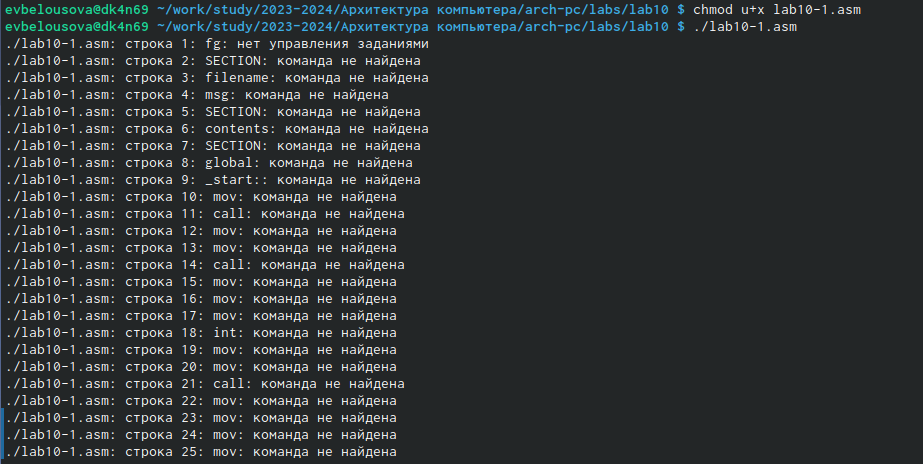 evbelousova@dk4n69 ~/work/study/2023-2024/Архитектура компьютера/arch-pc/labs/lab10 $ chmod u+x lab10-1.asm
evbelousova@dk4n69 ~/work/study/2023-2024/Архитектура компьютера/arch-pc/labs/lab10 $ ./lab10-1.asm
./lab10-1.asm: строка 1: fg: нет управления заданиями
./lab10-1.asm: строка 2: SECTION: команда не найдена
./lab10-1.asm: строка 3: filename: команда не найдена
./lab10-1.asm: строка 4: msg: команда не найдена
./lab10-1.asm: строка 5: SECTION: команда не найдена
./lab10-1.asm: строка 6: contents: команда не найдена
./lab10-1.asm: строка 7: SECTION: команда не найдена
./lab10-1.asm: строка 8: global: команда не найдена
./lab10-1.asm: строка 9: _start:: команда не найдена
./lab10-1.asm: строка 10: mov: команда не найдена
./lab10-1.asm: строка 11: call: команда не найдена
./lab10-1.asm: строка 12: mov: команда не найдена
./lab10-1.asm: строка 13: mov: команда не найдена
./lab10-1.asm: строка 14: call: команда не найдена
./lab10-1.asm: строка 15: mov: команда не найдена
./lab10-1.asm: строка 16: mov: команда не найдена
./lab10-1.asm: строка 17: mov: команда не найдена
./lab10-1.asm: строка 18: int: команда не найдена
./lab10-1.asm: строка 19: mov: команда не найдена
./lab10-1.asm: строка 20: mov: команда не найдена
./lab10-1.asm: строка 21: call: команда не найдена
./lab10-1.asm: строка 22: mov: команда не найдена
./lab10-1.asm: строка 23: mov: команда не найдена
./lab10-1.asm: строка 24: mov: команда не найдена
./lab10-1.asm: строка 25: mov: команда не найдена